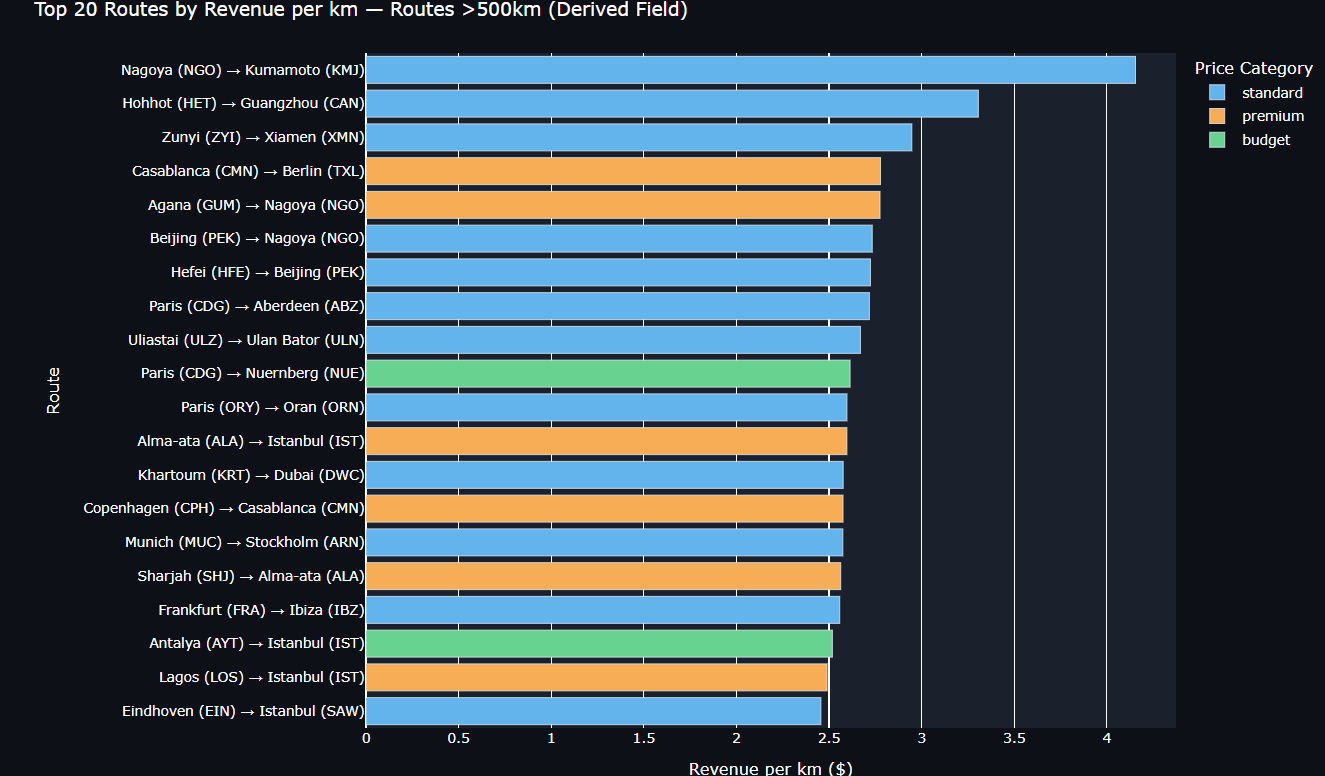 Top 20 Routes by Revenue per km — Routes >500km (Derived Field)
Price Category
standard
premium
budget
Route
Nagoya (NGO) → Kumamoto (KMJ)
Hohhot (HET) → Guangzhou (CAN)
Zunyi (ZYI) → Xiamen (XMN)
Casablanca (CMN) → Berlin (TXL)
Agana (GUM) → Nagoya (NGO)
Beijing (PEK) → Nagoya (NGO)
Hefei (HFE) → Beijing (PEK)
Paris (CDG) → Aberdeen (ABZ)
Uliastai (ULZ) → Ulan Bator (ULN)
Paris (CDG) → Nuernberg (NUE)
Paris (ORY) → Oran (ORN)
Alma-ata (ALA) → Istanbul (IST)
Khartoum (KRT) → Dubai (DWC)
Copenhagen (CPH) → Casablanca (CMN)
Munich (MUC) → Stockholm (ARN)
Sharjah (SHJ) → Alma-ata (ALA)
Frankfurt (FRA) → Ibiza (IBZ)
Antalya (AYT) → Istanbul (IST)
Lagos (LOS) → Istanbul (IST)
Eindhoven (EIN) → Istanbul (SAW)
0 0.5 1 1.5 2 2.5 3 3.5 4
Revenue per km ($)